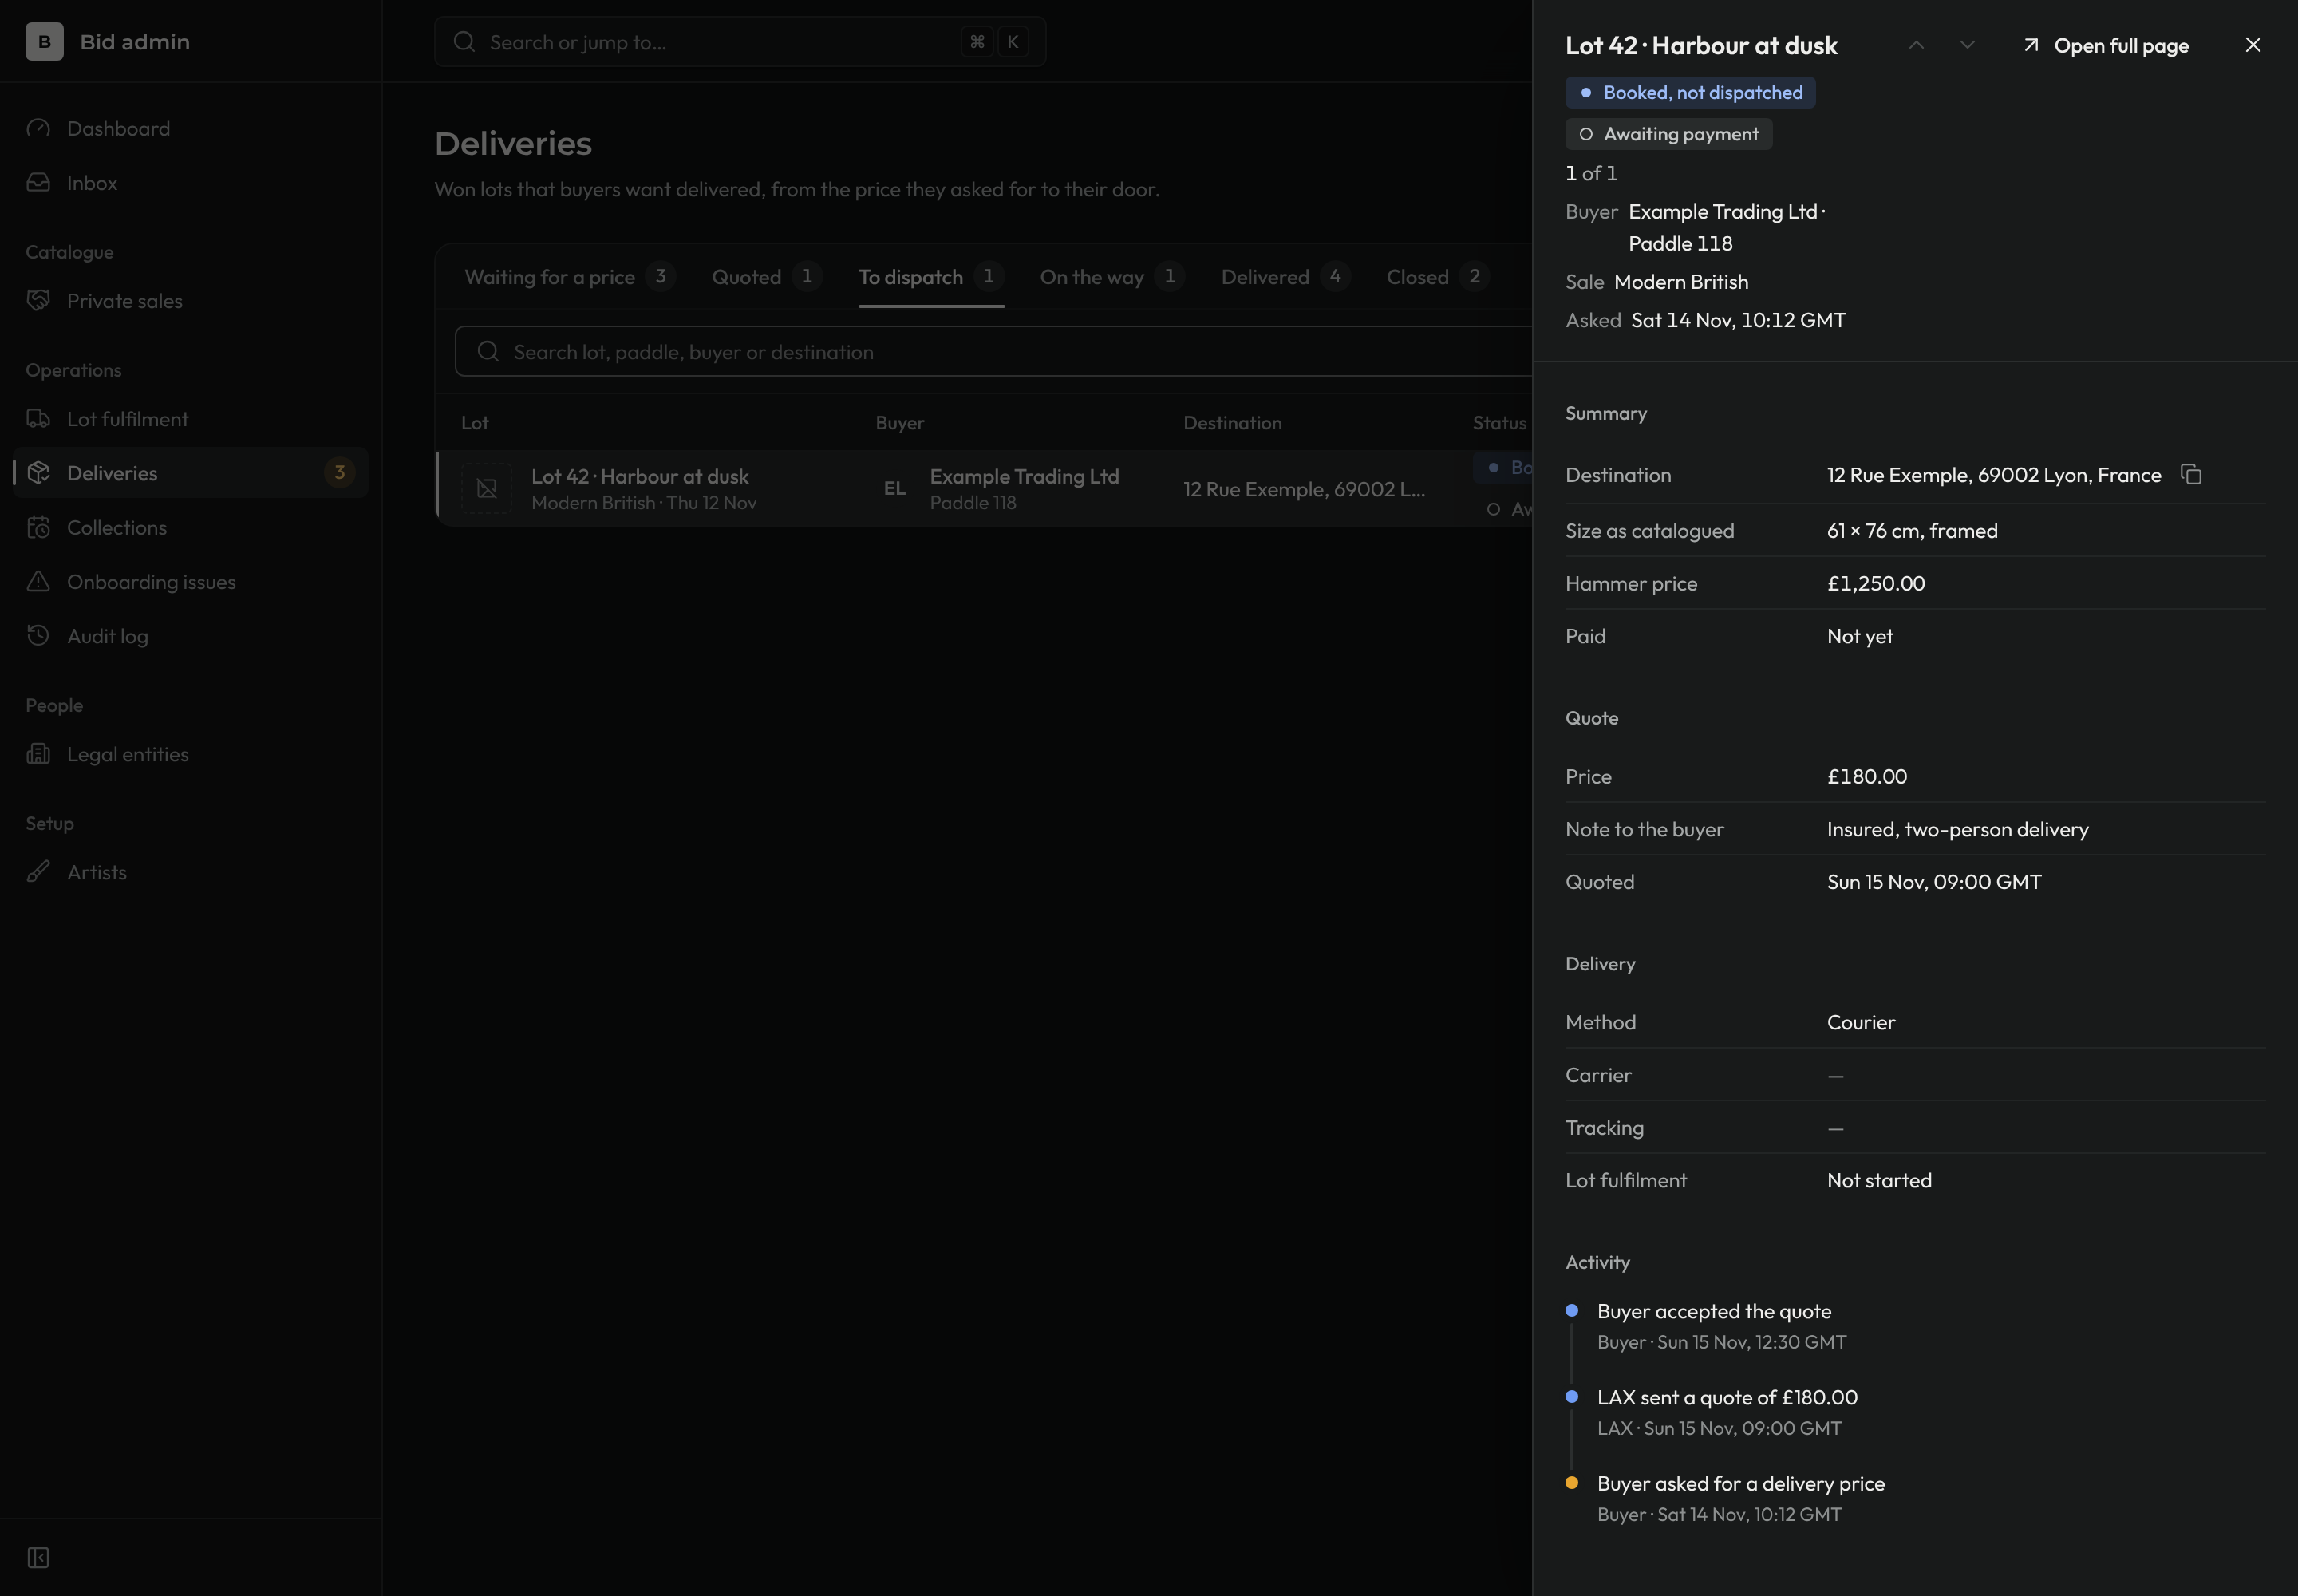 B Bid admin
Search or jump to... ⌘ K
Dashboard
Inbox
Catalogue
Private sales
Operations
Lot fulfilment
Deliveries 3
Collections
Onboarding issues
Audit log
People
Legal entities
Setup
Artists
Deliveries
Won lots that buyers want delivered, from the price they asked for to their door.
Waiting for a price 3 Quoted 1 To dispatch 1 On the way 1 Delivered 4 Closed 2
Search lot, paddle, buyer or destination
Lot Buyer Destination Status
Lot 42 · Harbour at dusk EL Example Trading Ltd 12 Rue Exemple, 69002 L... Bo
Modern British · Thu 12 Nov Paddle 118 Aw
Lot 42 · Harbour at dusk Open full page
Booked, not dispatched
Awaiting payment
1 of 1
Buyer Example Trading Ltd ·
Paddle 118
Sale Modern British
Asked Sat 14 Nov, 10:12 GMT
Summary
Destination 12 Rue Exemple, 69002 Lyon, France
Size as catalogued 61 × 76 cm, framed
Hammer price £1,250.00
Paid Not yet
Quote
Price £180.00
Note to the buyer Insured, two-person delivery
Quoted Sun 15 Nov, 09:00 GMT
Delivery
Method Courier
Carrier —
Tracking —
Lot fulfilment Not started
Activity
Buyer accepted the quote
Buyer · Sun 15 Nov, 12:30 GMT
LAX sent a quote of £180.00
LAX · Sun 15 Nov, 09:00 GMT
Buyer asked for a delivery price
Buyer · Sat 14 Nov, 10:12 GMT